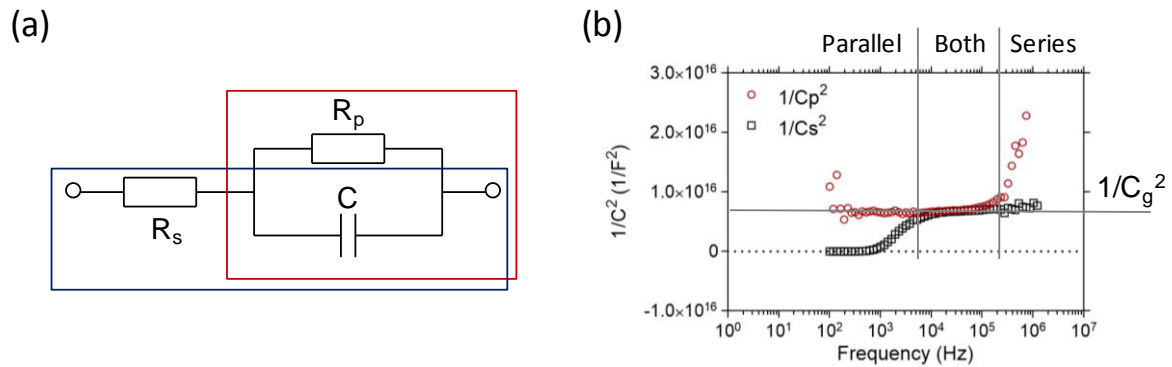 (a)
R_p
C
R_s
(b)
Parallel Both Series
3.0×10^16
2.0×10^16
1.0×10^16
0
-1.0×10^16
1/C^2 (1/F^2)
1/Cp^2
1/Cs^2
1/C_g^2
10^0 10^1 10^2 10^3 10^4 10^5 10^6 10^7
Frequency (Hz)